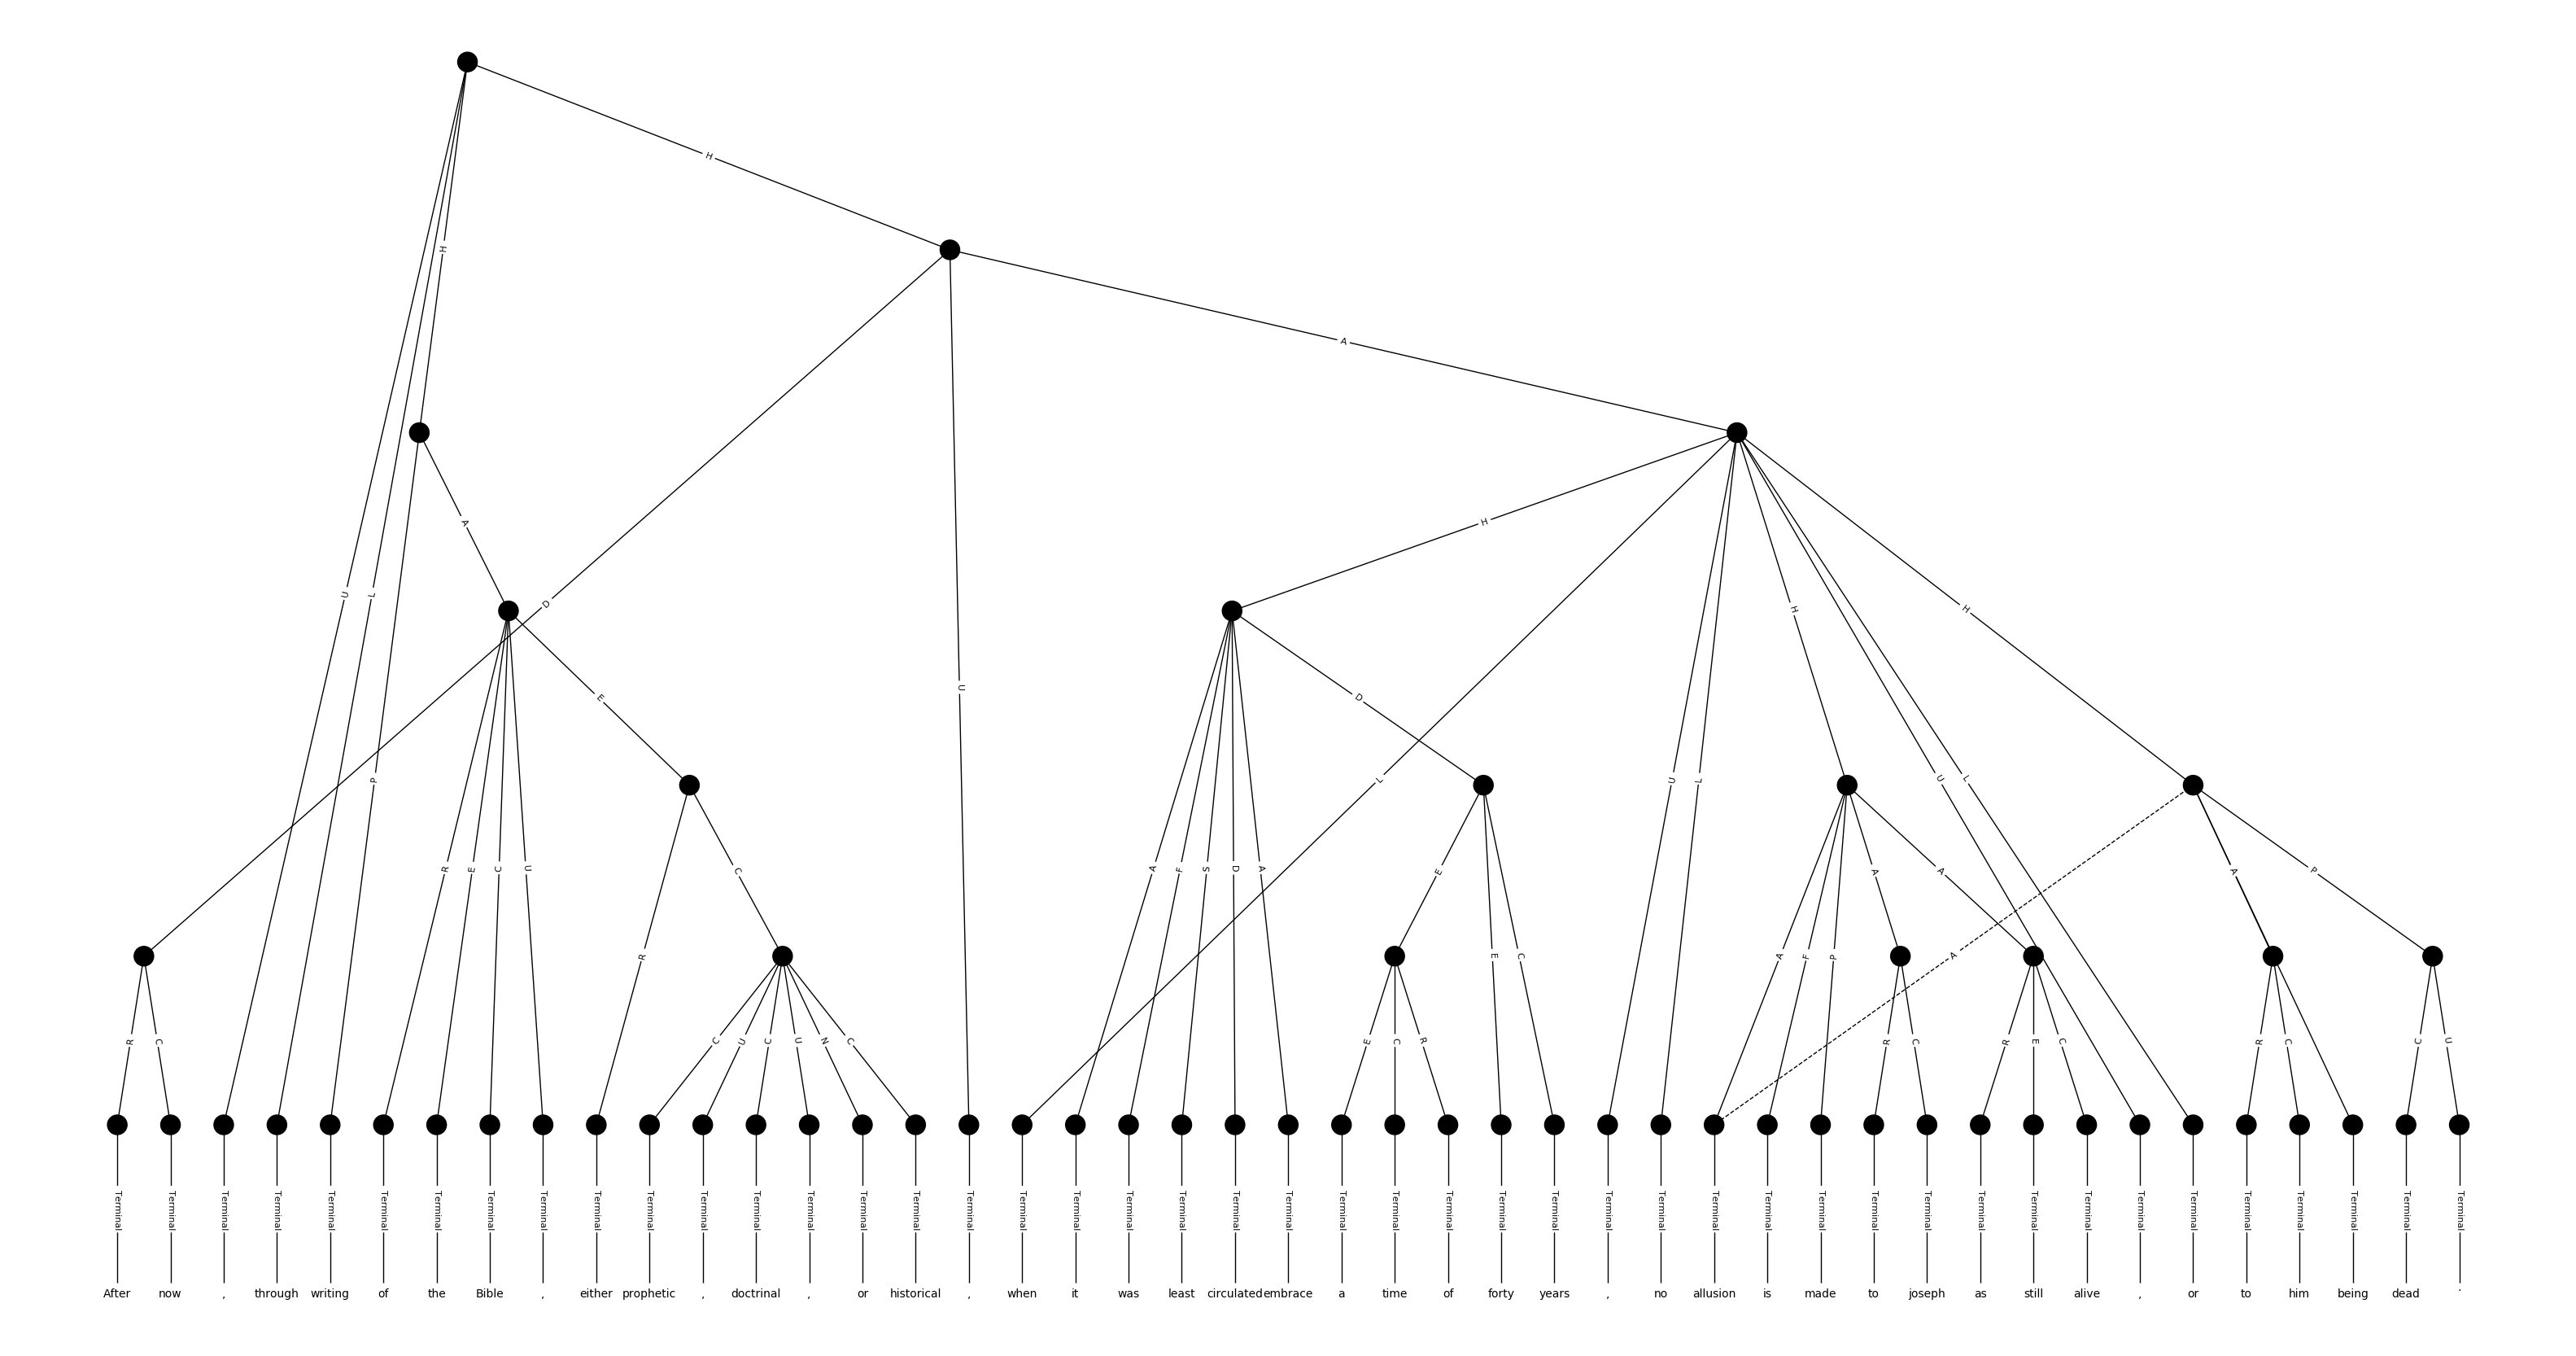 H
H
A
A
H
U
L
D
H
H
E
U
D
P
L
U
L
U
L
R
E
C
U
C
A
F
S
D
A
E
A
A
A
P
R
E
C
A
F
P
A
R
C
C
U
C
U
N
C
E
C
R
R
C
R
E
C
R
C
C
U
Terminal Terminal Terminal Terminal Terminal Terminal Terminal Terminal Terminal Terminal Terminal Terminal Terminal Terminal Terminal Terminal Terminal Terminal Terminal Terminal Terminal Terminal Terminal Terminal Terminal Terminal Terminal Terminal Terminal Terminal Terminal Terminal Terminal Terminal Terminal Terminal Terminal Terminal Terminal Terminal Terminal Terminal Terminal Terminal Terminal
After now , through writing of the Bible , either prophetic , doctrinal , or historical , when it was least circulated embrace a time of forty years , no allusion is made to joseph as still alive , or to him being dead .